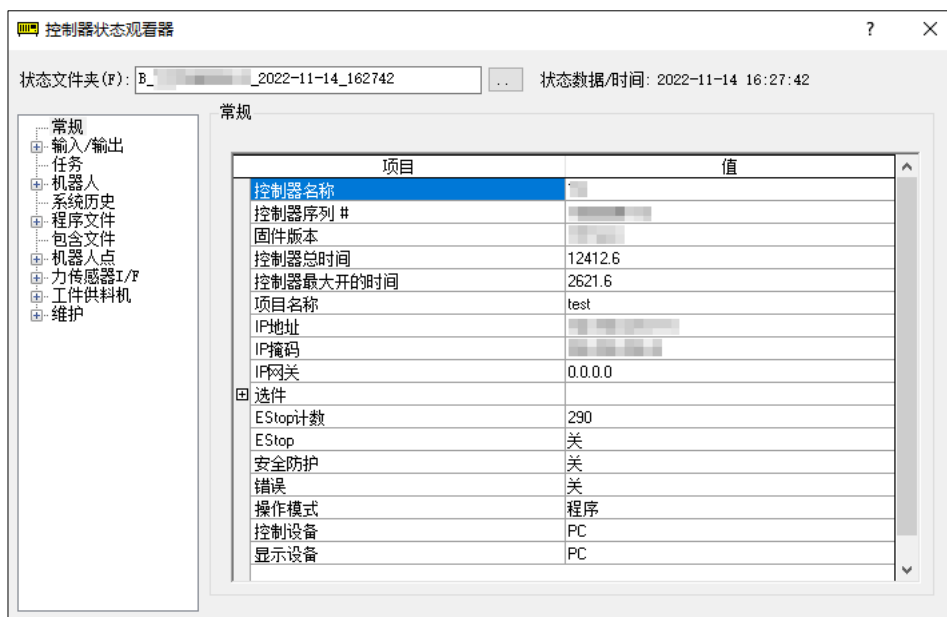 控制器状态观看器
状态文件夹(F): B_ _2022-11-14_162742 .. 状态数据/时间: 2022-11-14 16:27:42
常规
输入/输出
任务
机器人
系统历史
程序文件
包含文件
机器人点
力传感器I/F
工件供料机
维护
常规
项目 值
控制器名称
控制器序列 #
固件版本
控制器总时间 12412.6
控制器最大开的时间 2621.6
项目名称 test
IP地址
IP掩码
IP网关 0.0.0.0
选件
EStop计数 290
EStop 关
安全防护 关
错误 关
操作模式 程序
控制设备 PC
显示设备 PC